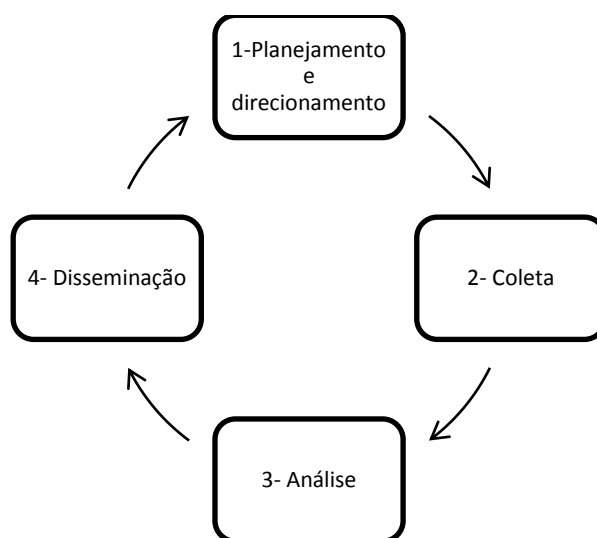 1-Planejamento
e
direcionamento
2- Coleta
3- Análise
4- Disseminação